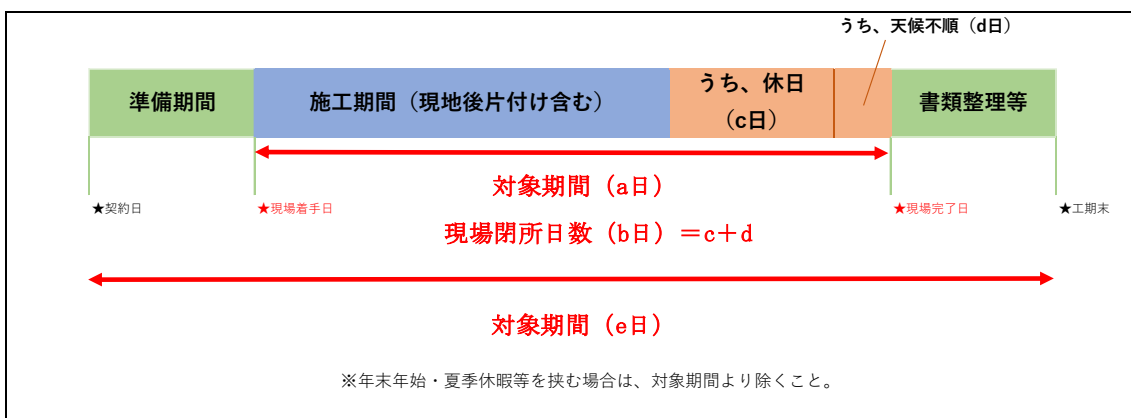 うち、天候不順（d日）
準備期間
施工期間（現地後片付け含む）
うち、休日
（c日）
書類整理等
対象期間（a日）
★契約日
★現場着手日
★現場完了日
★工期末
現場閉所日数（b日）＝c＋d
対象期間（e日）
※年末年始・夏季休暇等を挟む場合は、対象期間より除くこと。